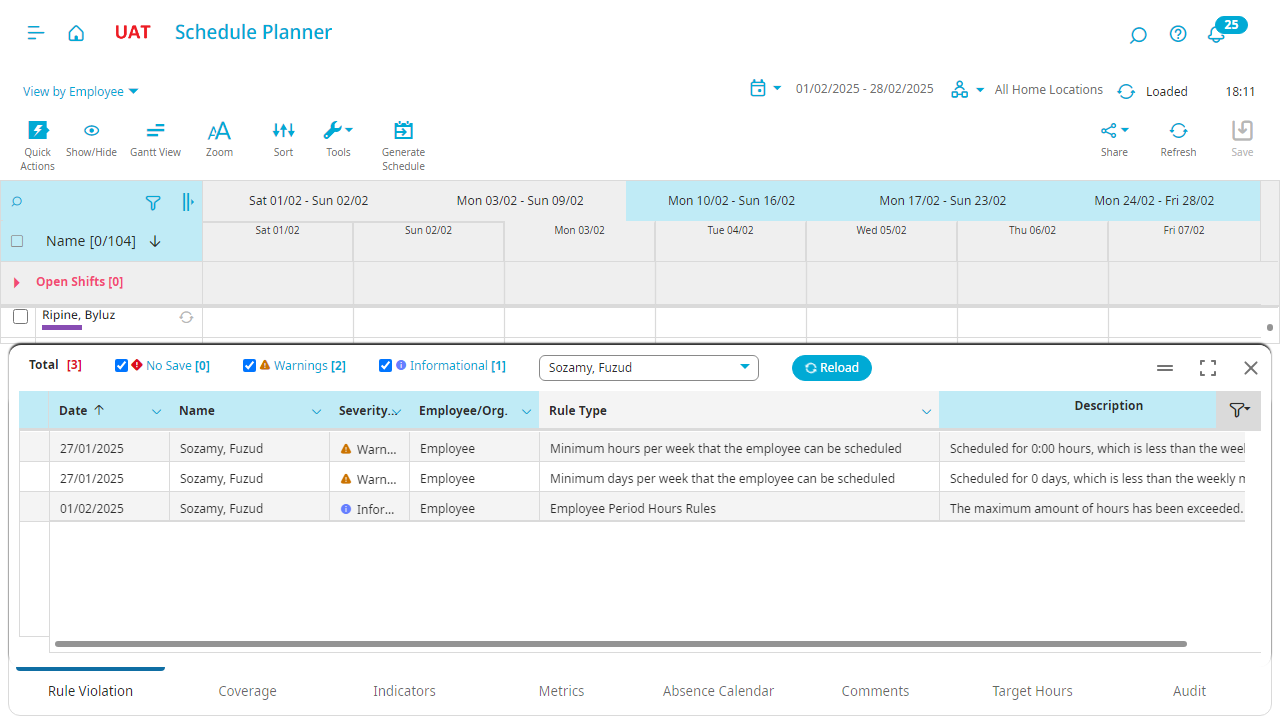 UAT
Schedule Planner
25
View by Employee
01/02/2025 - 28/02/2025
All Home Locations
Loaded
18:11
Quick Actions
Show/Hide
Gantt View
Zoom
Sort
Tools
Generate Schedule
Share
Refresh
Save
Sat 01/02 - Sun 02/02
Mon 03/02 - Sun 09/02
Mon 10/02 - Sun 16/02
Mon 17/02 - Sun 23/02
Mon 24/02 - Fri 28/02
Name [0/104]
Sat 01/02
Sun 02/02
Mon 03/02
Tue 04/02
Wed 05/02
Thu 06/02
Fri 07/02
Open Shifts [0]
Ripine, Byluz
Total [3]
No Save [0]
Warnings [2]
Informational [1]
Sozamy, Fuzud
Reload
Date
Name
Severity...
Employee/Org.
Rule Type
Description
27/01/2025 Sozamy, Fuzud Warn... Employee Minimum hours per week that the employee can be scheduled Scheduled for 0:00 hours, which is less than the weel
27/01/2025 Sozamy, Fuzud Warn... Employee Minimum days per week that the employee can be scheduled Scheduled for 0 days, which is less than the weekly n
01/02/2025 Sozamy, Fuzud Infor... Employee Employee Period Hours Rules The maximum amount of hours has been exceeded.
Rule Violation
Coverage
Indicators
Metrics
Absence Calendar
Comments
Target Hours
Audit